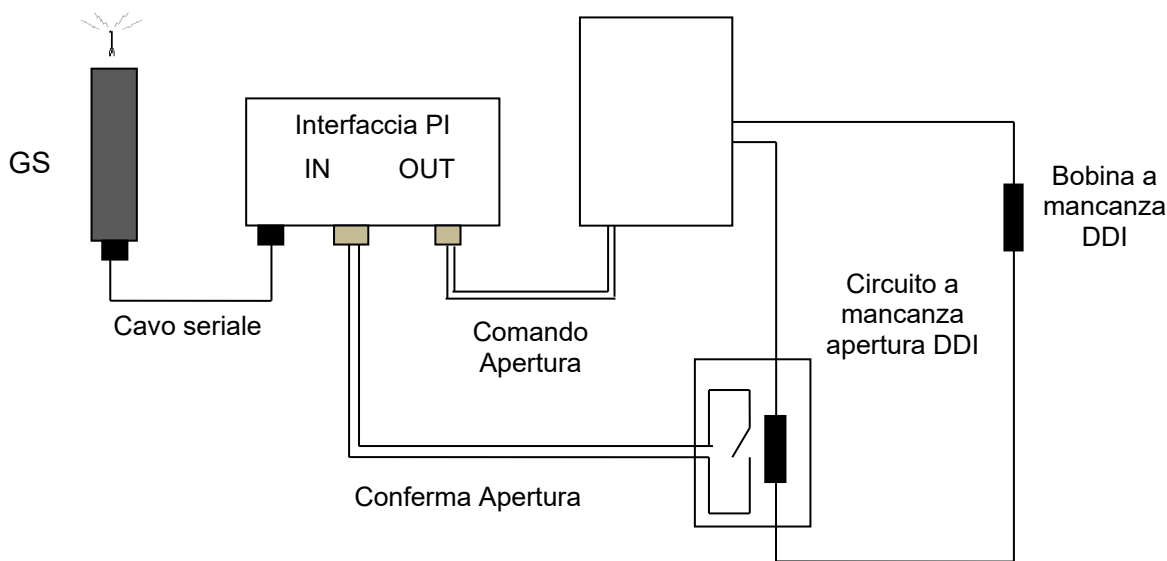 Interfaccia PI
IN OUT
GS
Bobina a
mancanza
DDI
Cavo seriale
Comando
Apertura
Circuito a
mancanza
apertura DDI
Conferma Apertura